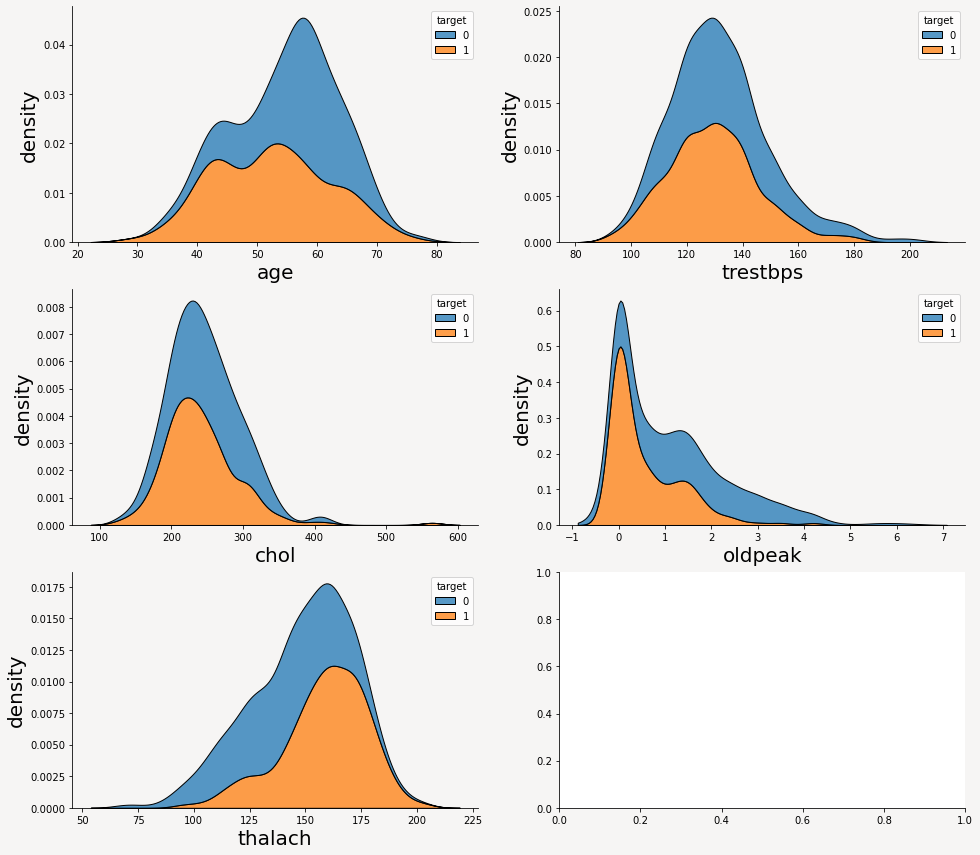 density
0.04
0.03
0.02
0.01
0.00
20 30 40 50 60 70 80
age
target
0
1
density
0.025
0.020
0.015
0.010
0.005
0.000
80 100 120 140 160 180 200
trestbps
target
0
1
density
0.008
0.007
0.006
0.005
0.004
0.003
0.002
0.001
0.000
100 200 300 400 500 600
chol
target
0
1
density
0.6
0.5
0.4
0.3
0.2
0.1
0.0
−1 0 1 2 3 4 5 6 7
oldpeak
target
0
1
density
0.0175
0.0150
0.0125
0.0100
0.0075
0.0050
0.0025
0.0000
50 75 100 125 150 175 200 225
thalach
target
0
1
1.0
0.8
0.6
0.4
0.2
0.0
0.0 0.2 0.4 0.6 0.8 1.0